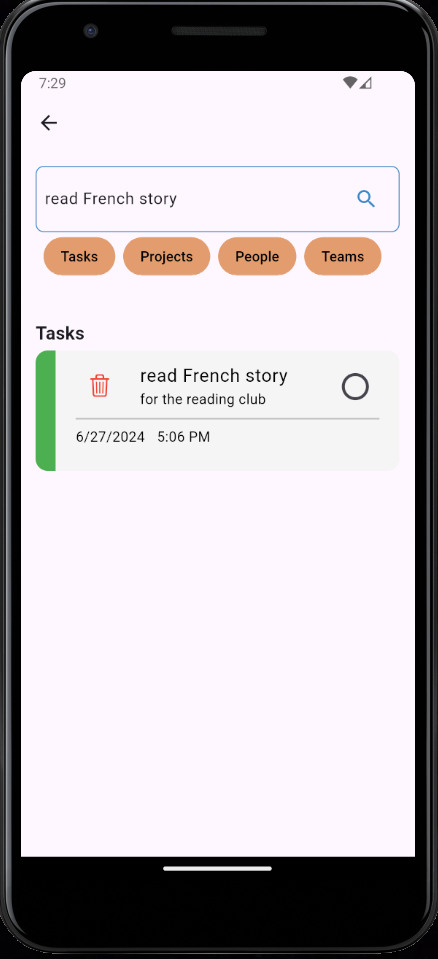 7:29
read French story
Tasks Projects People Teams
Tasks
read French story
for the reading club
6/27/2024 5:06 PM